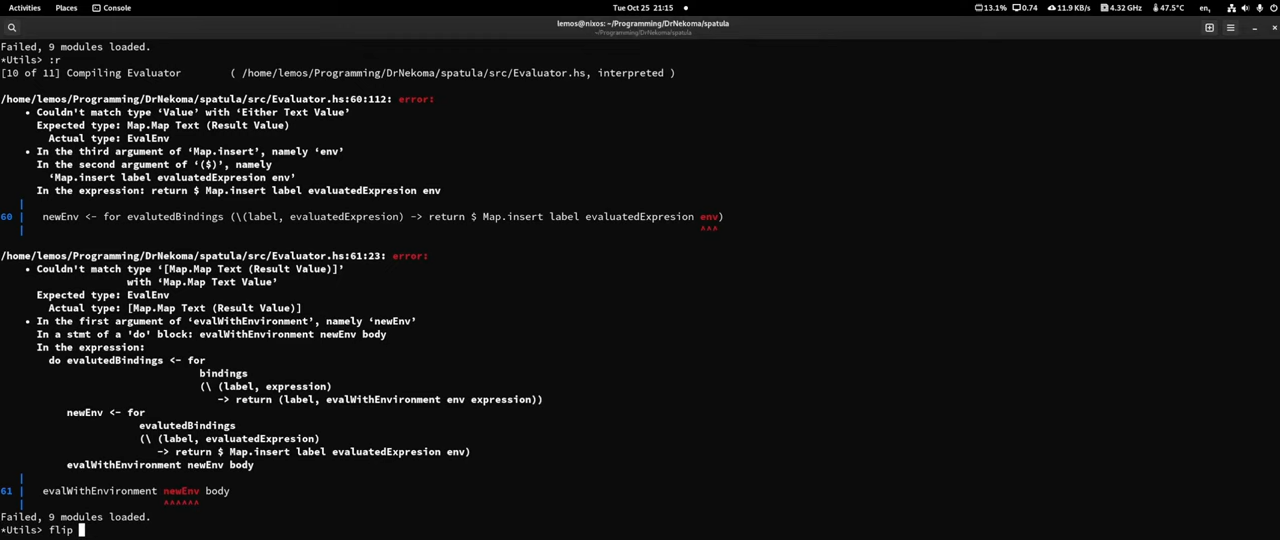 Activities Places Console Tue Oct 25 21:15 13.1% 0.74 11.9 KB/s 4.32 GHz 47.5°C en,
lemos@nixos: ~/Programming/DrNekoma/spatula
~/Programming/DrNekoma/spatula
Failed, 9 modules loaded.
*Utils> :r
[10 of 11] Compiling Evaluator ( /home/lemos/Programming/DrNekoma/spatula/src/Evaluator.hs, interpreted )
/home/lemos/Programming/DrNekoma/spatula/src/Evaluator.hs:60:112: error:
• Couldn't match type ‘Value’ with ‘Either Text Value’
Expected type: Map.Map Text (Result Value)
Actual type: EvalEnv
• In the third argument of ‘Map.insert’, namely ‘env’
In the second argument of ‘($)’, namely
‘Map.insert label evaluatedExpresion env’
In the expression: return $ Map.insert label evaluatedExpresion env
|
60 | newEnv <- for evalutedBindings (\(label, evaluatedExpresion) -> return $ Map.insert label evaluatedExpresion env)
| ^^^
/home/lemos/Programming/DrNekoma/spatula/src/Evaluator.hs:61:23: error:
• Couldn't match type ‘[Map.Map Text (Result Value)]’
with ‘Map.Map Text Value’
Expected type: EvalEnv
Actual type: [Map.Map Text (Result Value)]
• In the first argument of ‘evalWithEnvironment’, namely ‘newEnv’
In a stmt of a 'do' block: evalWithEnvironment newEnv body
In the expression:
do evalutedBindings <- for
bindings
(\ (label, expression)
-> return (label, evalWithEnvironment env expression))
newEnv <- for
evalutedBindings
(\ (label, evaluatedExpresion)
-> return $ Map.insert label evaluatedExpresion env)
evalWithEnvironment newEnv body
|
61 | evalWithEnvironment newEnv body
| ^^^^^^
Failed, 9 modules loaded.
*Utils> flip